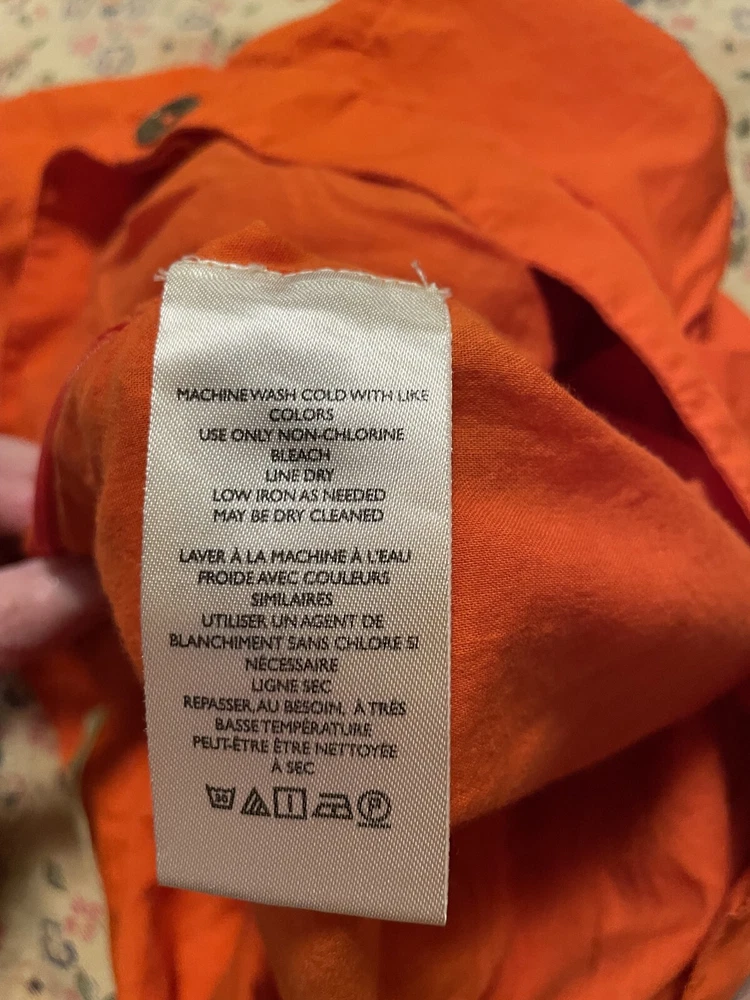 MACHINE WASH COLD WITH LIKE
COLORS
USE ONLY NON-CHLORINE
BLEACH
LINE DRY
LOW IRON AS NEEDED
MAY BE DRY CLEANED
LAVER À LA MACHINE À L'EAU
FROIDE AVEC COULEURS
SIMILAIRES
UTILISER UN AGENT DE
BLANCHIMENT SANS CHLORE SI
NÉCESSAIRE
LIGNE SEC
REPASSER AU BESOIN, À TRÈS
BASSE TEMPÉRATURE
PEUT-ÊTRE ÊTRE NETTOYÉE
À SEC
30 P